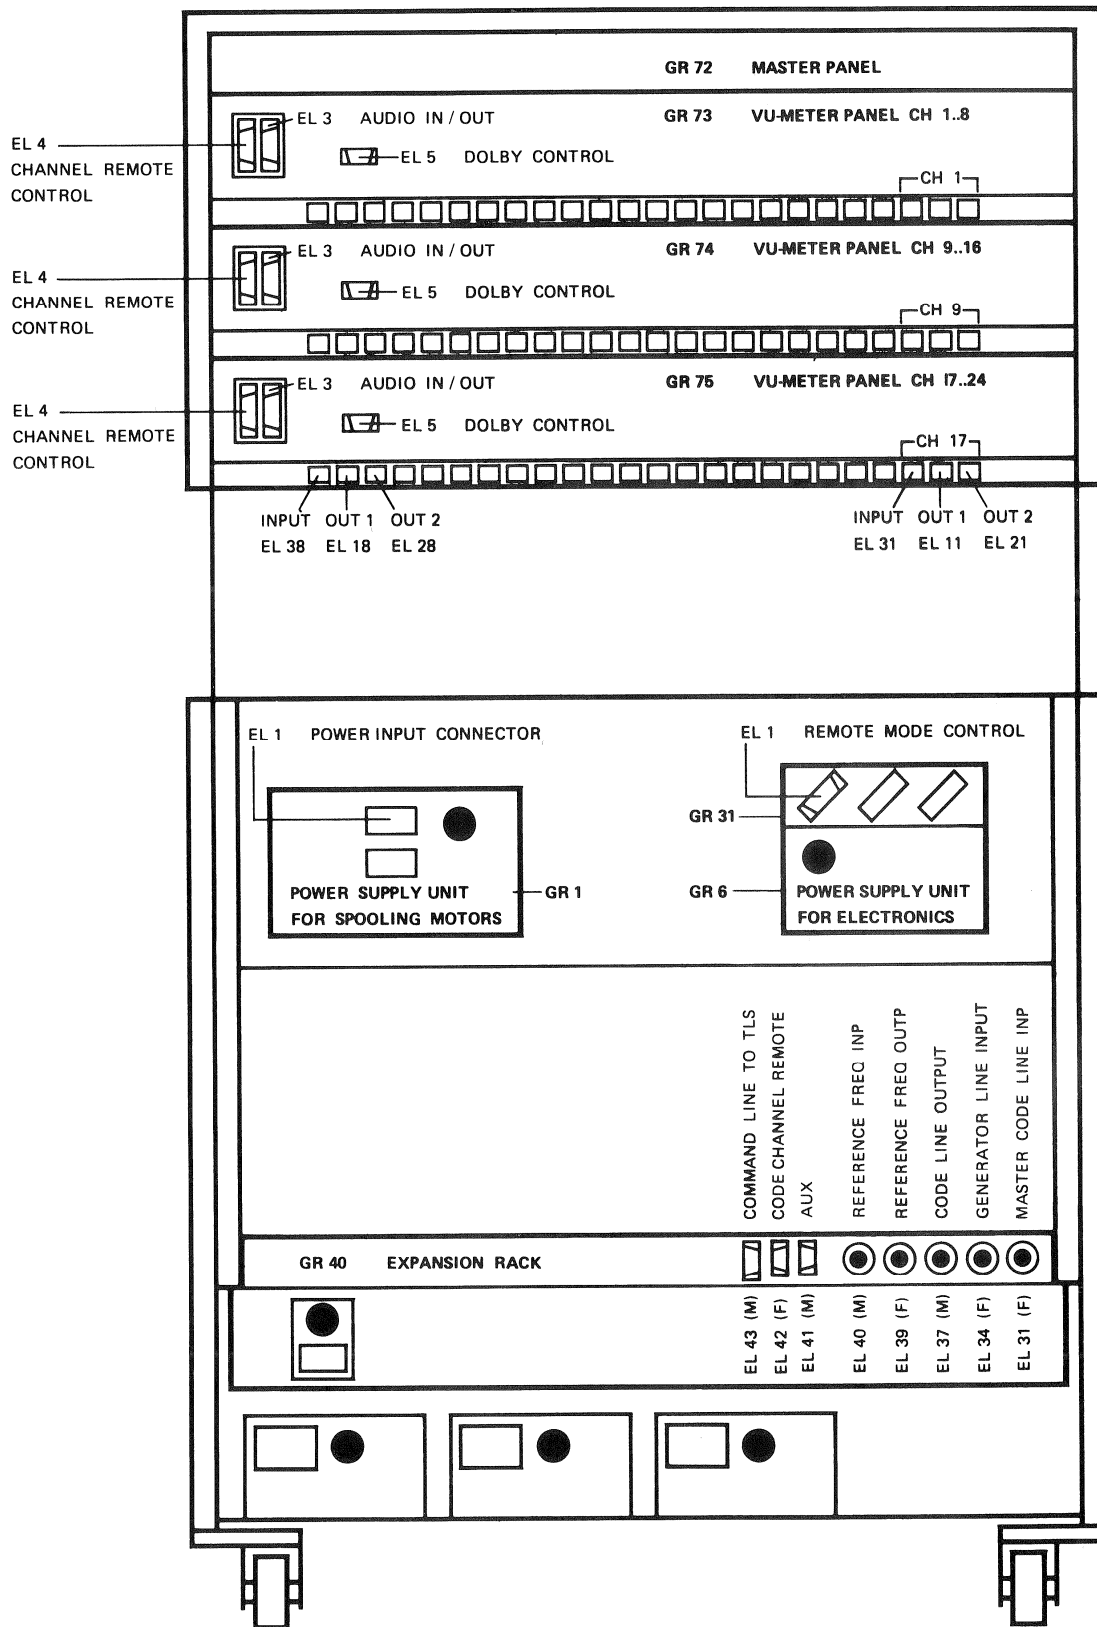 GR 72 MASTER PANEL
EL 3 AUDIO IN / OUT GR 73 VU-METER PANEL CH 1..8
EL 4
CHANNEL REMOTE
CONTROL
EL 5 DOLBY CONTROL
CH 1
EL 3 AUDIO IN / OUT GR 74 VU-METER PANEL CH 9..16
EL 4
CHANNEL REMOTE
CONTROL
EL 5 DOLBY CONTROL
CH 9
EL 3 AUDIO IN / OUT GR 75 VU-METER PANEL CH 17..24
EL 4
CHANNEL REMOTE
CONTROL
EL 5 DOLBY CONTROL
CH 17
INPUT OUT 1 OUT 2 INPUT OUT 1 OUT 2
EL 38 EL 18 EL 28 EL 31 EL 11 EL 21
EL 1 POWER INPUT CONNECTOR
EL 1 REMOTE MODE CONTROL
GR 31
POWER SUPPLY UNIT
FOR SPOOLING MOTORS
GR 1
GR 6
POWER SUPPLY UNIT
FOR ELECTRONICS
COMMAND LINE TO TLS
CODE CHANNEL REMOTE
AUX
REFERENCE FREQ INP
REFERENCE FREQ OUTP
CODE LINE OUTPUT
GENERATOR LINE INPUT
MASTER CODE LINE INP
GR 40 EXPANSION RACK
EL 43 (M)
EL 42 (F)
EL 41 (M)
EL 40 (M)
EL 39 (F)
EL 37 (M)
EL 34 (F)
EL 31 (F)